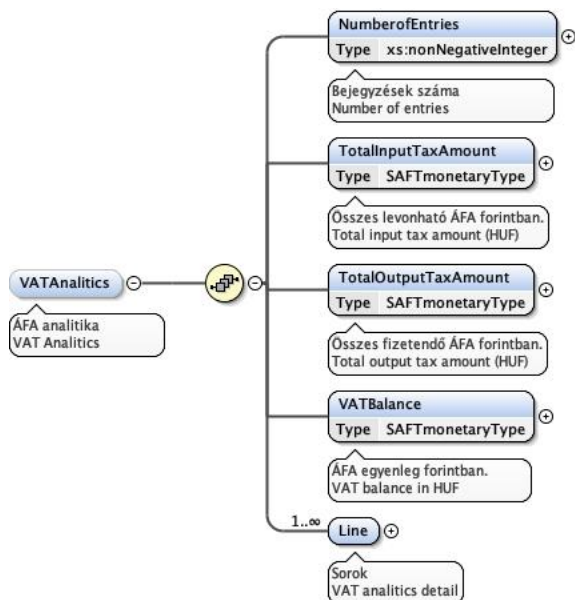 NumberofEntries
Type xs:nonNegativeInteger
Bejegyzések száma
Number of entries
TotalInputTaxAmount
Type SAFTmonetaryType
Összes levonható ÁFA forintban.
Total input tax amount (HUF)
VATAnalitics
ÁFA analitika
VAT Analitics
TotalOutputTaxAmount
Type SAFTmonetaryType
Összes fizetendő ÁFA forintban.
Total output tax amount (HUF)
VATBalance
Type SAFTmonetaryType
ÁFA egyenleg forintban.
VAT balance in HUF
1..∞
Line
Sorok
VAT analitics detail